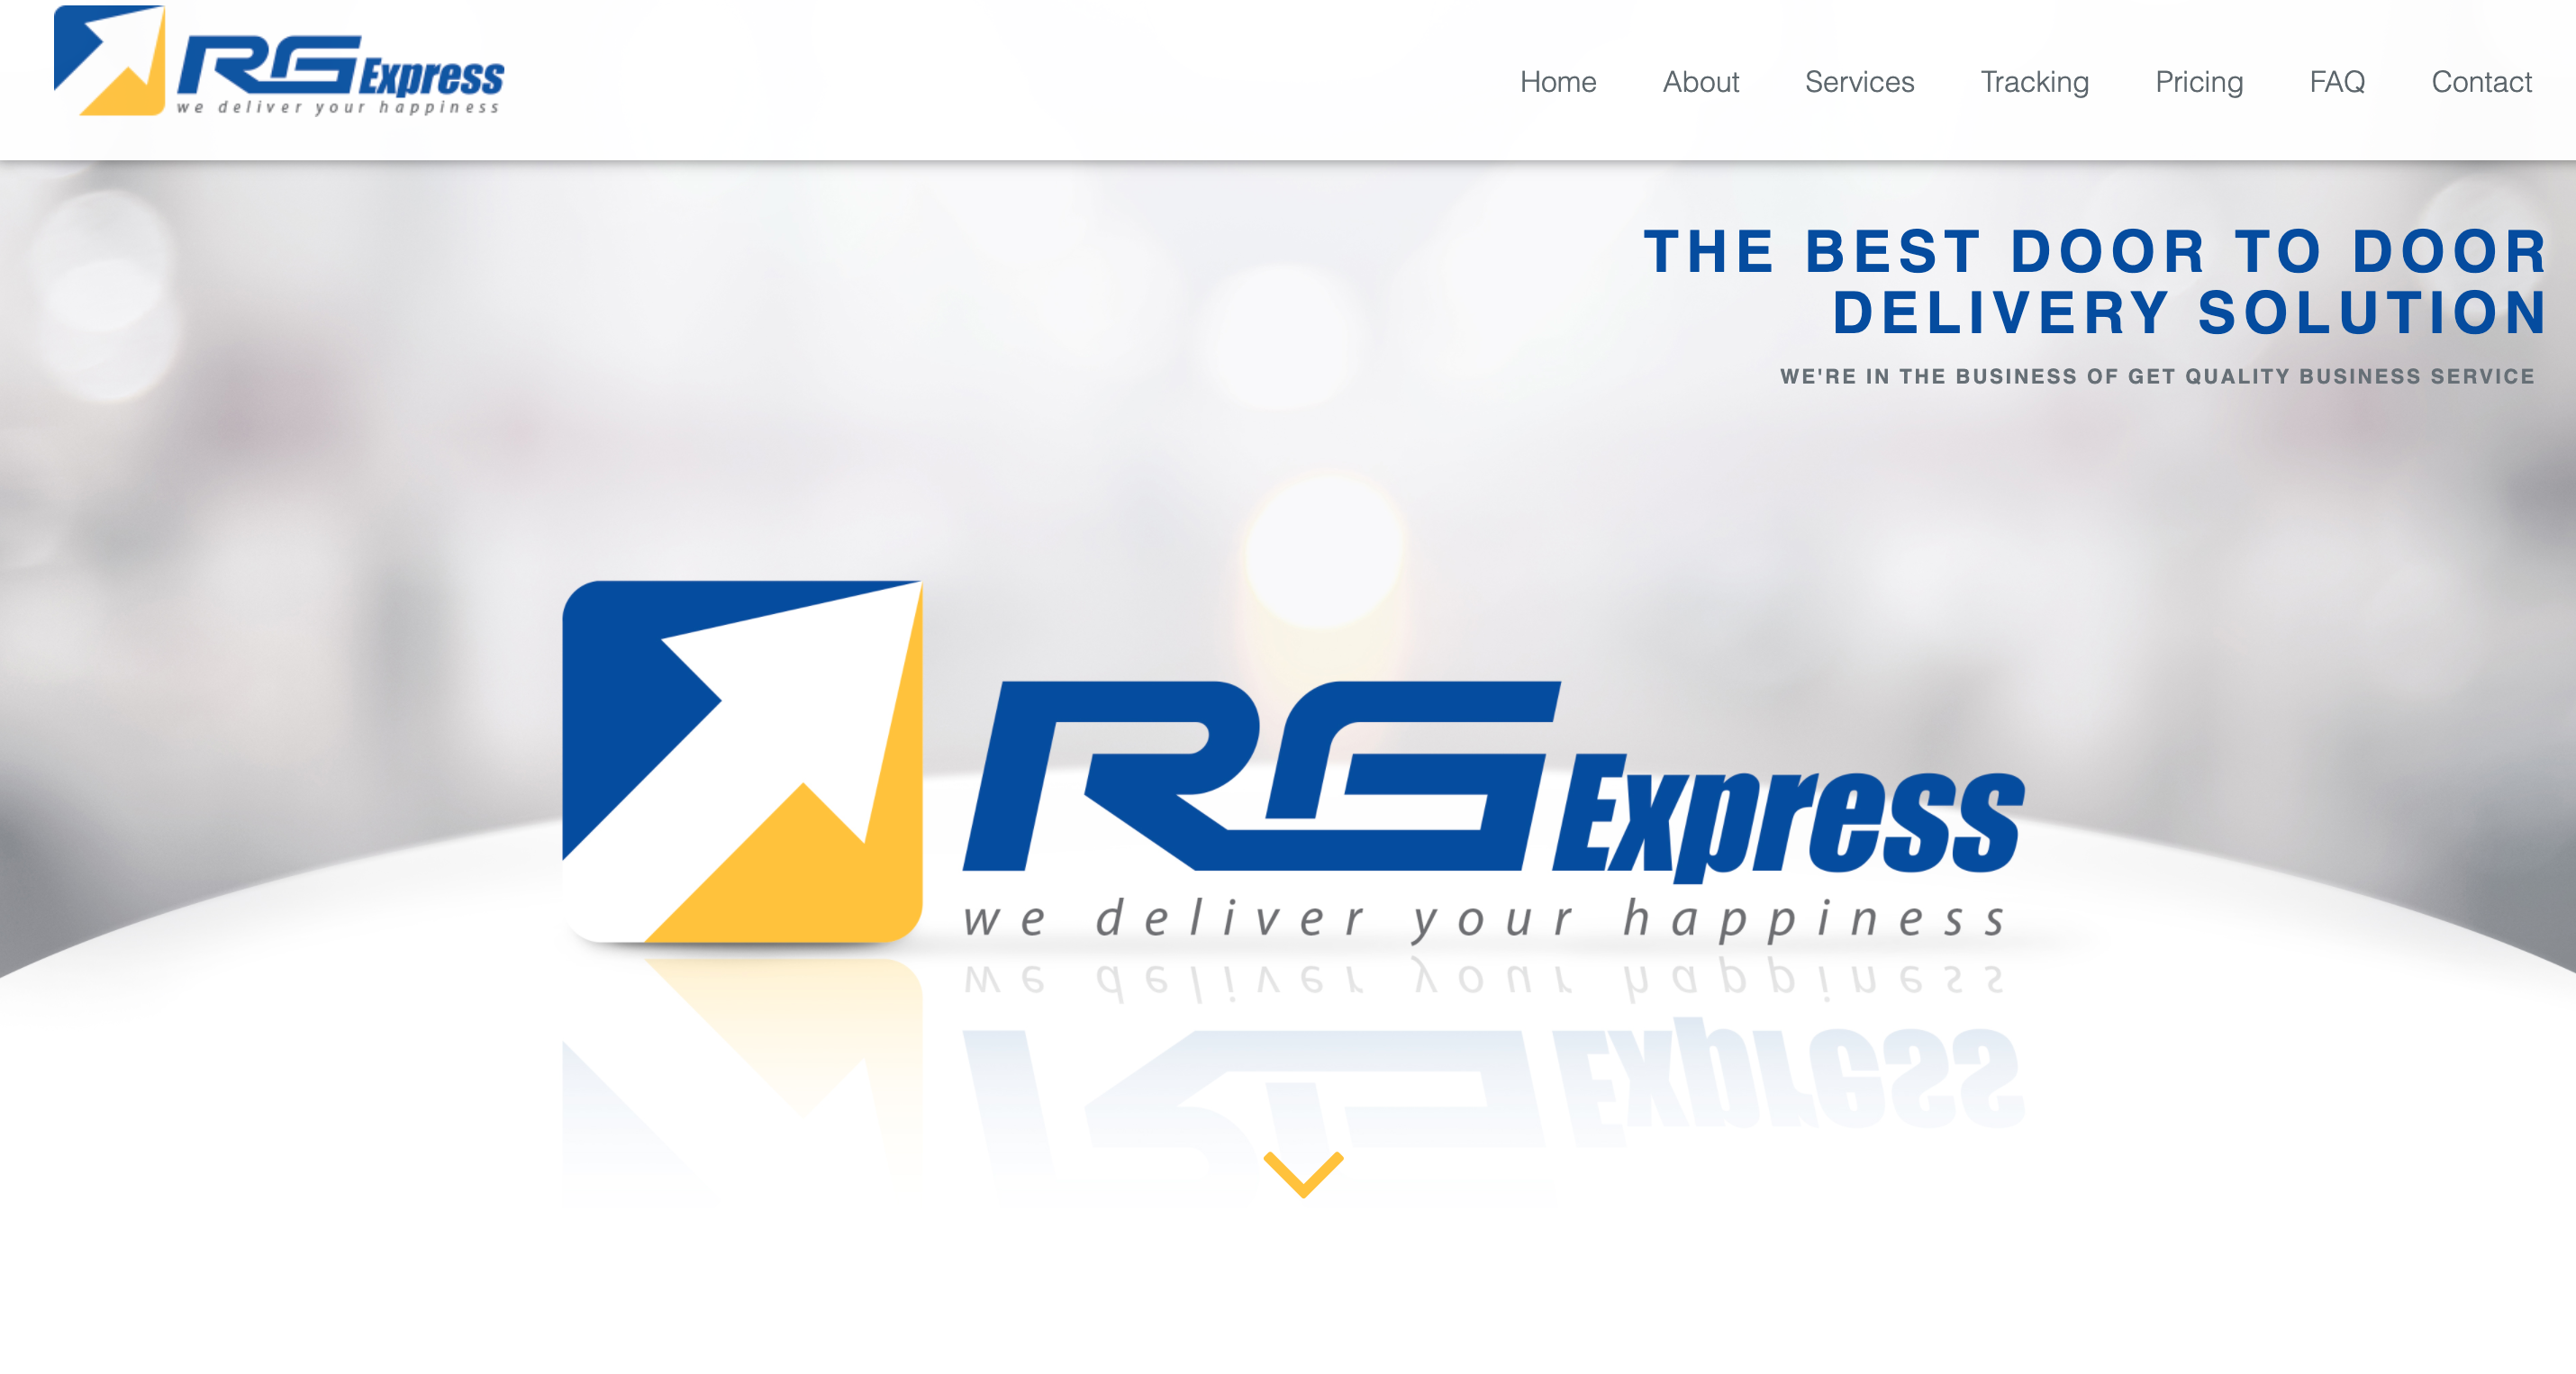 RG Express
we deliver your happiness
Home About Services Tracking Pricing FAQ Contact
THE BEST DOOR TO DOOR
DELIVERY SOLUTION
WE'RE IN THE BUSINESS OF GET QUALITY BUSINESS SERVICE
RG Express
we deliver your happiness